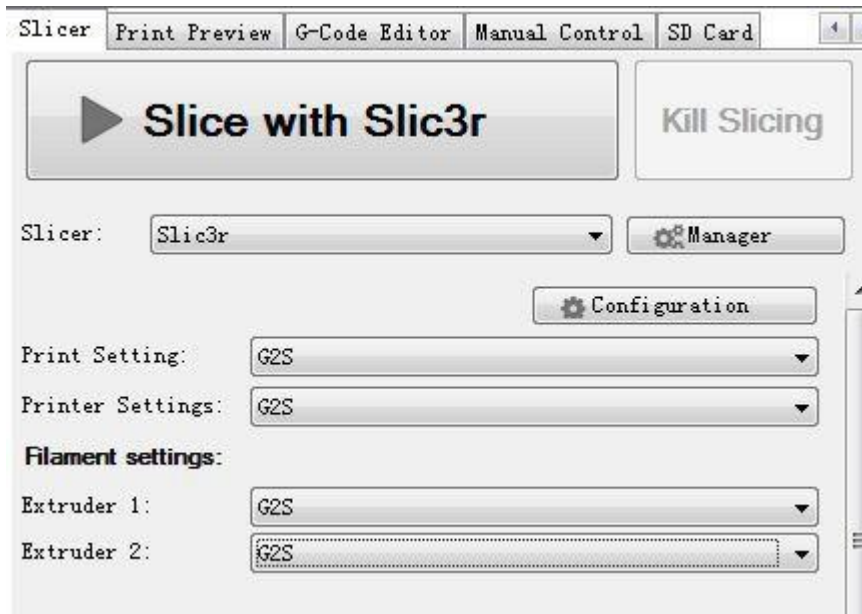 Slicer Print Preview G-Code Editor Manual Control SD Card
Slice with Slic3r Kill Slicing
Slicer: Slic3r Manager
Configuration
Print Setting: G2S
Printer Settings: G2S
Filament settings:
Extruder 1: G2S
Extruder 2: G2S